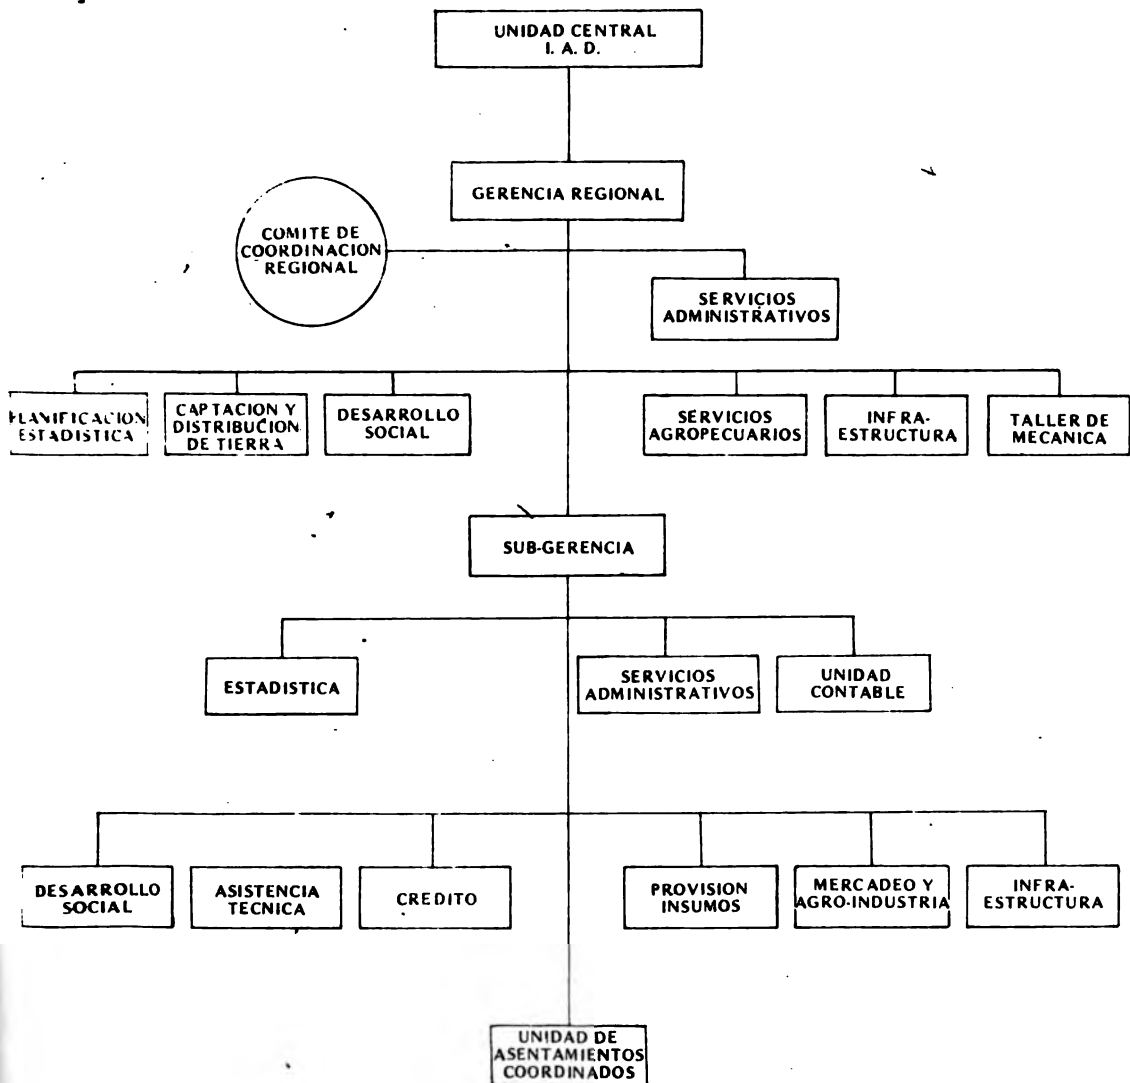 UNIDAD CENTRAL
I. A. D.
GERENCIA REGIONAL
COMITE DE
COORDINACION
REGIONAL
SERVICIOS
ADMINISTRATIVOS
PLANIFICACION
ESTADISTICA
CAPTACION Y
DISTRIBUCION
DE TIERRA
DESARROLLO
SOCIAL
SERVICIOS
AGROPECUARIOS
INFRA-
ESTRUCTURA
TALLER DE
MECANICA
SUB-GERENCIA
ESTADISTICA
SERVICIOS
ADMINISTRATIVOS
UNIDAD
CONTABLE
DESARROLLO
SOCIAL
ASISTENCIA
TECNICA
CREDITO
PROVISION
INSUMOS
MERCADEO Y
AGRO-INDUSTRIA
INFRA-
ESTRUCTURA
UNIDAD DE
ASENTAMIENTOS
COORDINADOS